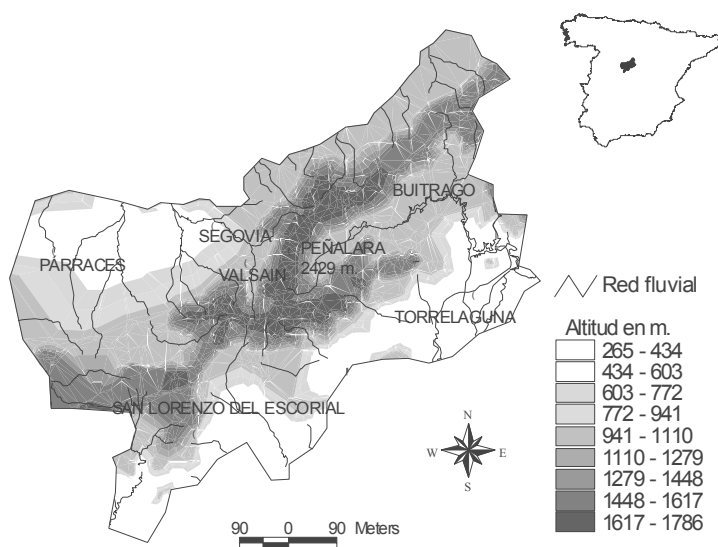 BUITRAGO
SEGOVIA
PEÑALARA
2429 m.
PÁRRACES
VALSAIN
TORRELAGUNA
SAN LORENZO DEL ESCORIAL
Red fluvial
Altitud en m.
265 - 434
434 - 603
603 - 772
772 - 941
941 - 1110
1110 - 1279
1279 - 1448
1448 - 1617
1617 - 1786
N
W E
S
90 0 90 Meters